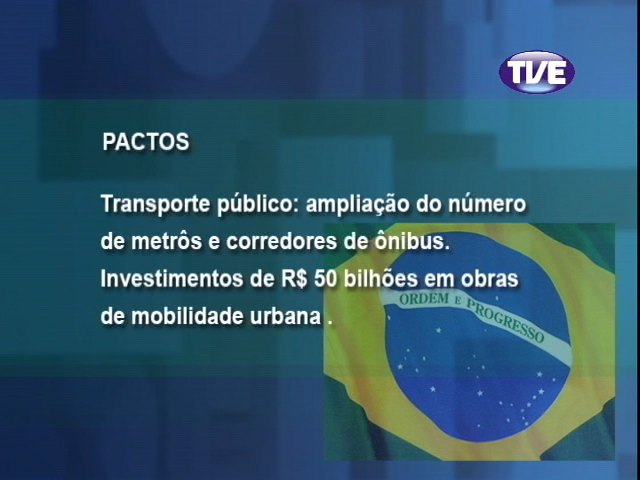 TVE
PACTOS
Transporte público: ampliação do número
de metrôs e corredores de ônibus.
Investimentos de R$ 50 bilhões em obras
de mobilidade urbana .
ORDEM E PROGRESSO